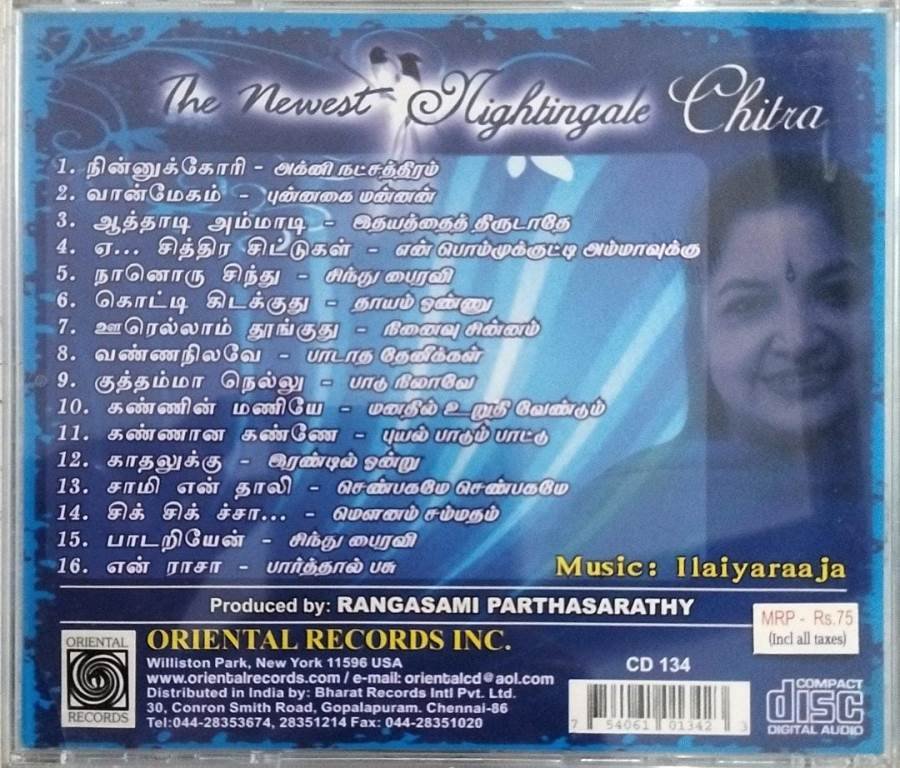 The Newest Nightingale Chitra
1. நின்னுக்கோரி - அக்னி நட்சத்திரம்
2. வான்மேகம் - புன்னகை மன்னன்
3. ஆத்தாடி அம்மாடி - இதயத்தைத் திருடாதே
4. ஏ... சித்திர சிட்டுகள் - என் பொம்முக்குட்டி அம்மாவுக்கு
5. நானொரு சிந்து - சிந்து பைரவி
6. கொட்டி கிடக்குது - தாயம் ஒண்ணு
7. ஊரெல்லாம் தூங்குது - நினைவு சின்னம்
8. வண்ணநிலவே - பாடாத தேனீக்கள்
9. குத்தம்மா நெல்லு - பாடு நிலாவே
10. கண்ணின் மணியே - மனதில் உறுதி வேண்டும்
11. கண்ணான கண்ணே - புயல் பாடும் பாட்டு
12. காதலுக்கு - இரண்டில் ஒன்று
13. சாமி என் தாலி - செண்பகமே செண்பகமே
14. சிக் சிக் ச்சா... - மௌனம் சம்மதம்
15. பாடறியேன் - சிந்து பைரவி
16. என் ராசா - பார்த்தால் பசு
Music: Ilaiyaraaja
Produced by: RANGASAMI PARTHASARATHY
MRP - Rs.75
(Incl all taxes)
ORIENTAL
RECORDS
ORIENTAL RECORDS INC.
Williston Park, New York 11596 USA
www.orientalrecords.com / e-mail: orientalcd@aol.com
Distributed in India by: Bharat Records Intl Pvt. Ltd.
30, Conron Smith Road, Gopalapuram. Chennai-86
Tel:044-28353674, 28351214 Fax: 044-28351020
CD 134
7 54061 01342 3
COMPACT
disc
DIGITAL AUDIO